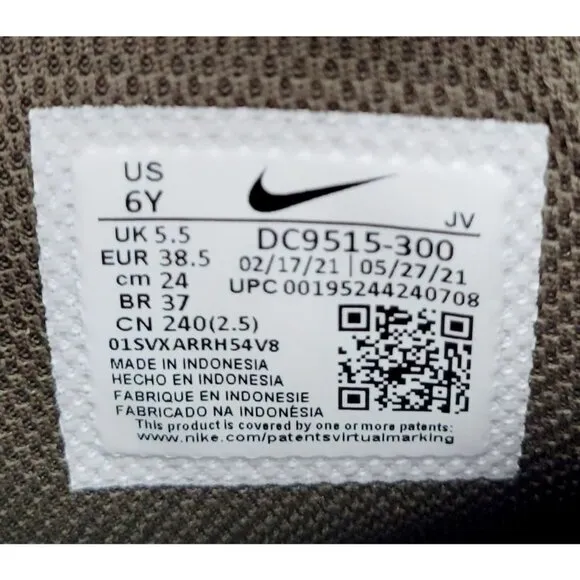 US
6Y
JV
UK 5.5
EUR 38.5
cm 24
BR 37
CN 240(2.5)
DC9515-300
02/17/21 | 05/27/21
UPC 00195244240708
01SVXARRH54V8
MADE IN INDONESIA
HECHO EN INDONESIA
FABRIQUE EN INDONESIE
FABRICADO NA INDONÈSIA
This product is covered by one or more patents:
www.nike.com/patentsvirtualmarking